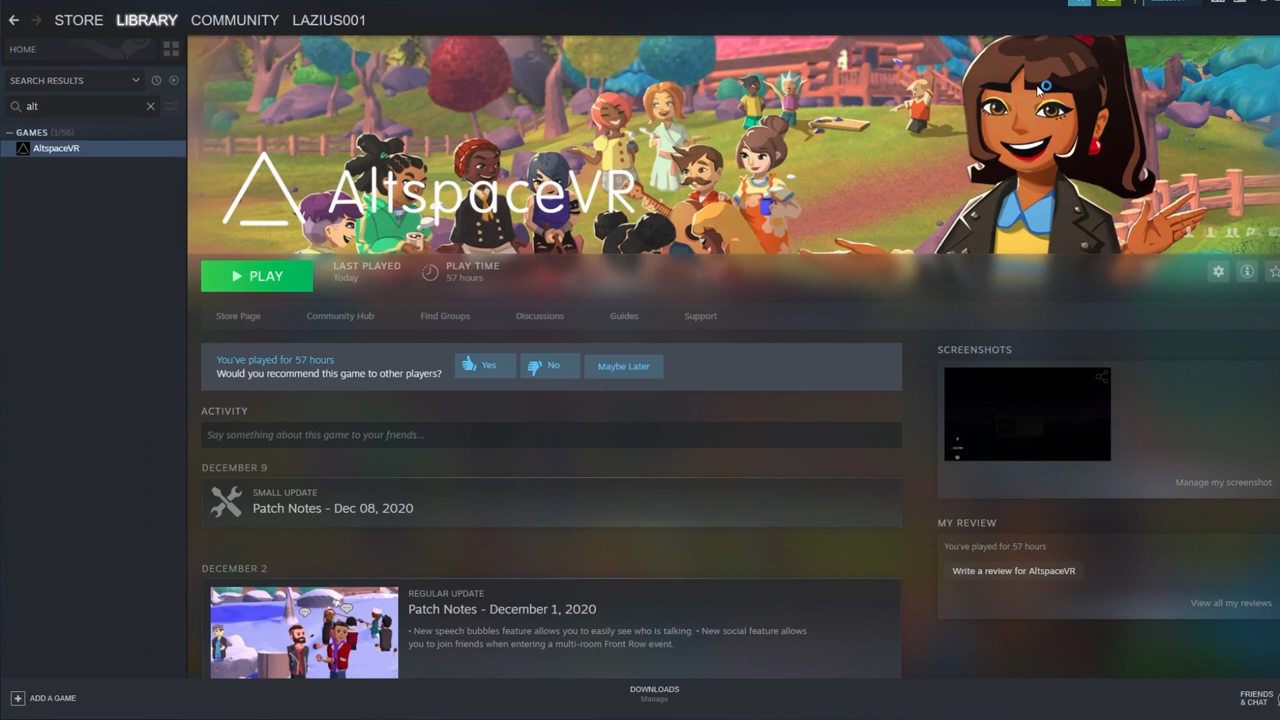 STORE LIBRARY COMMUNITY LAZIUS001
HOME
SEARCH RESULTS
alt
GAMES (1/56)
AltspaceVR
AltspaceVR
PLAY
LAST PLAYED
Today
PLAY TIME
57 hours
Store Page Community Hub Find Groups Discussions Guides Support
You've played for 57 hours
Would you recommend this game to other players?
Yes No Maybe Later
ACTIVITY
Say something about this game to your friends...
DECEMBER 9
SMALL UPDATE
Patch Notes - Dec 08, 2020
DECEMBER 2
REGULAR UPDATE
Patch Notes - December 1, 2020
• New speech bubbles feature allows you to easily see who is talking. • New social feature allows
you to join friends when entering a multi-room Front Row event.
SCREENSHOTS
Manage my screenshot
MY REVIEW
You've played for 57 hours
Write a review for AltspaceVR
View all my reviews
ADD A GAME
DOWNLOADS
Manage
FRIENDS
& CHAT